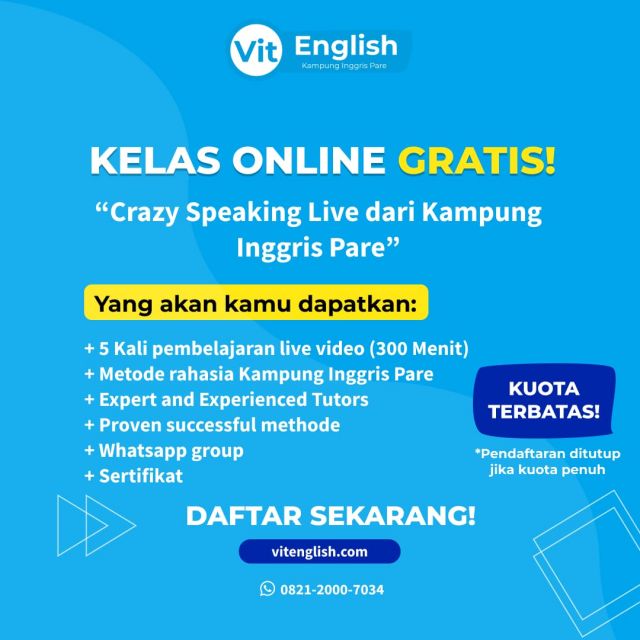 Vit English
Kampung Inggris Pare
KELAS ONLINE GRATIS!
“Crazy Speaking Live dari Kampung
Inggris Pare”
Yang akan kamu dapatkan:
+ 5 Kali pembelajaran live video (300 Menit)
+ Metode rahasia Kampung Inggris Pare
+ Expert and Experienced Tutors
+ Proven successful methode
+ Whatsapp group
+ Sertifikat
KUOTA
TERBATAS!
*Pendaftaran ditutup
jika kuota penuh
DAFTAR SEKARANG!
vitenglish.com
0821-2000-7034